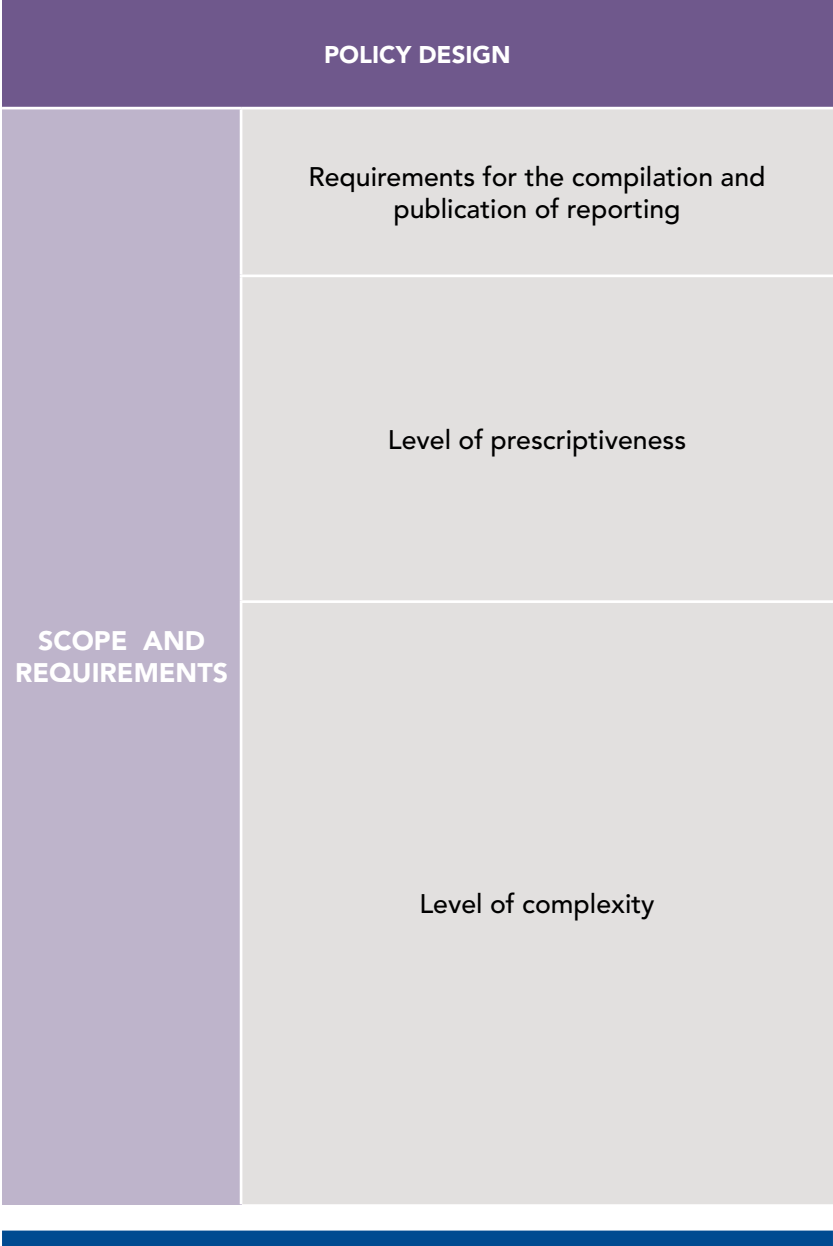 POLICY DESIGN
Requirements for the compilation and
publication of reporting
Level of prescriptiveness
SCOPE AND
REQUIREMENTS
Level of complexity